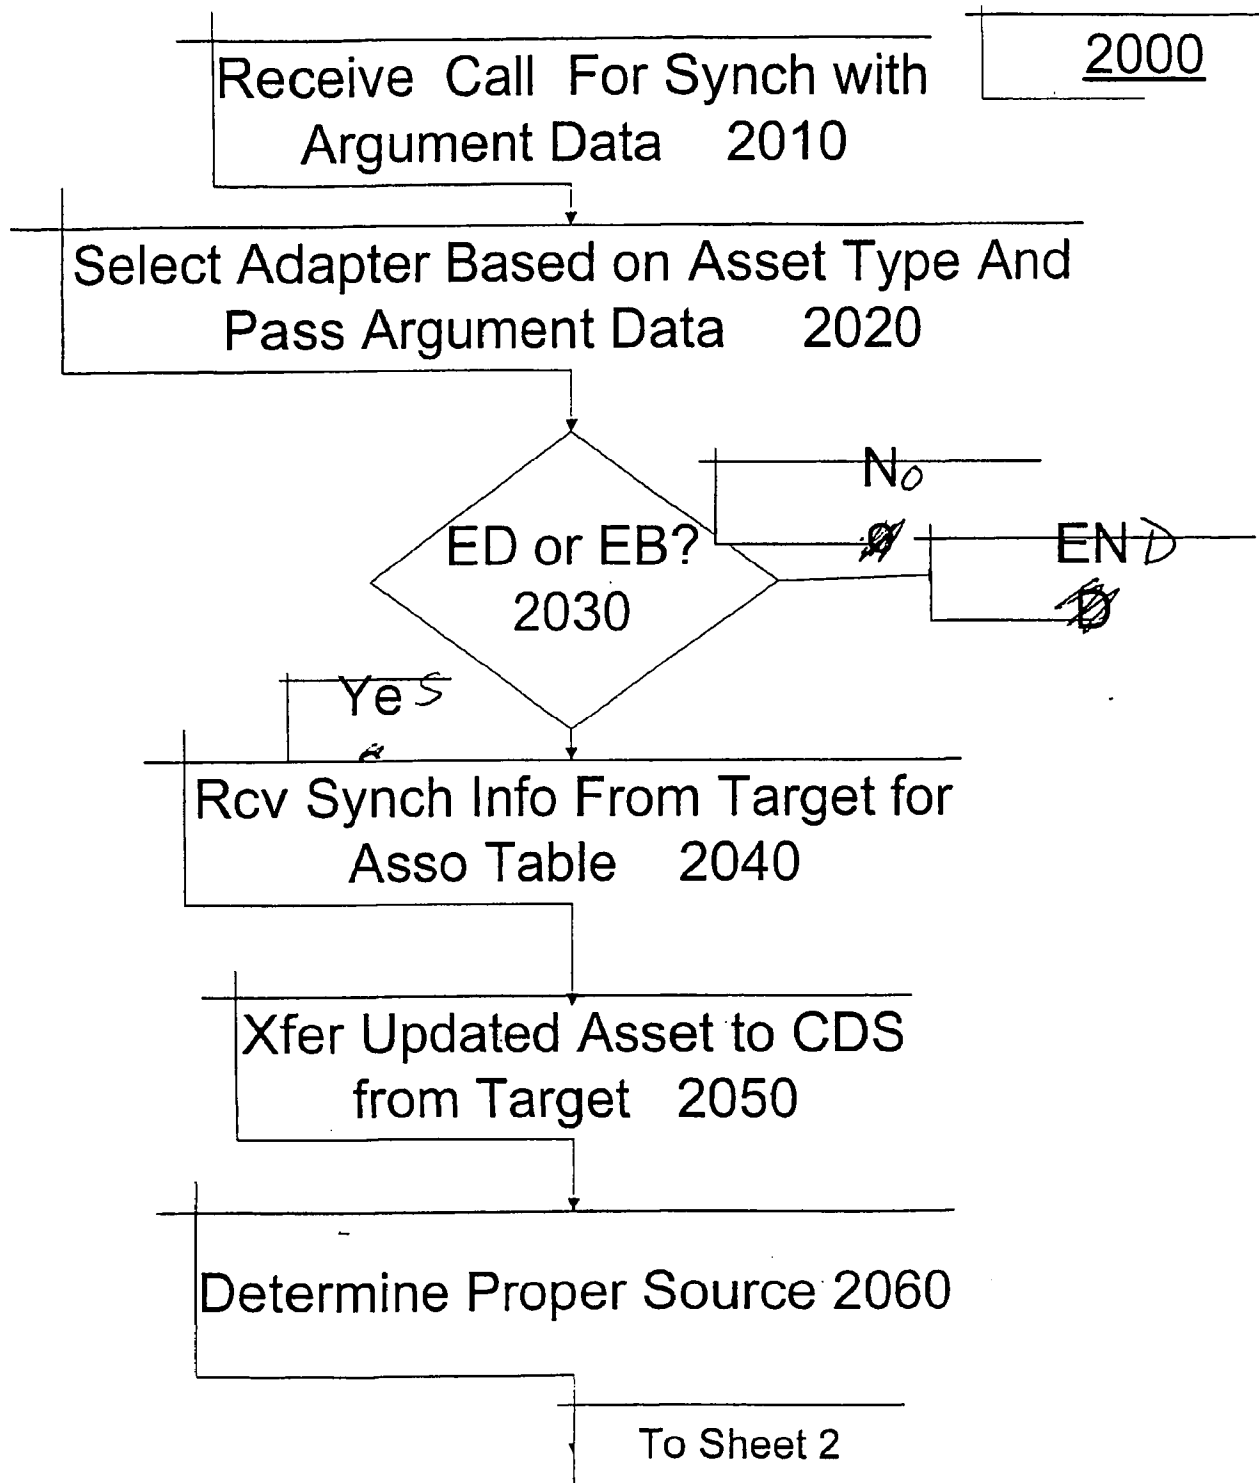 2000
Receive Call For Synch with
Argument Data 2010
Select Adapter Based on Asset Type And
Pass Argument Data 2020
No
ED or EB?
2030
END
Yes
Rcv Synch Info From Target for
Asso Table 2040
Xfer Updated Asset to CDS
from Target 2050
Determine Proper Source 2060
To Sheet 2